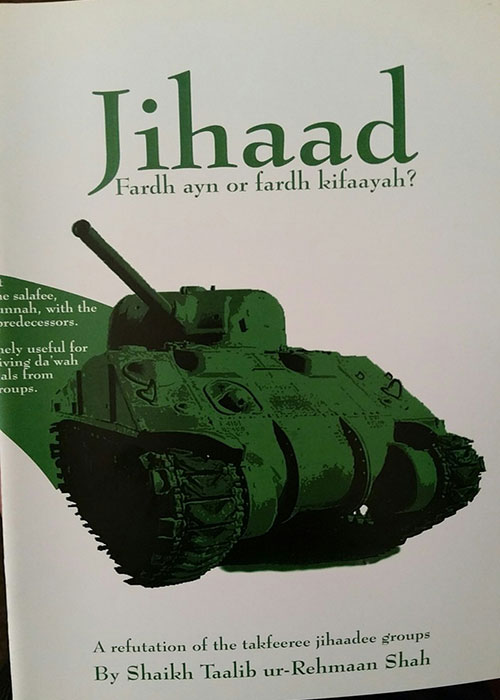 Jihaad
Fardh ayn or fardh kifaayah?
salafee,
with the
predecessors.
useful for
da'wah
from
A refutation of the takfeeree jihaadee groups
By Shaikh Taalib ur-Rehmaan Shah